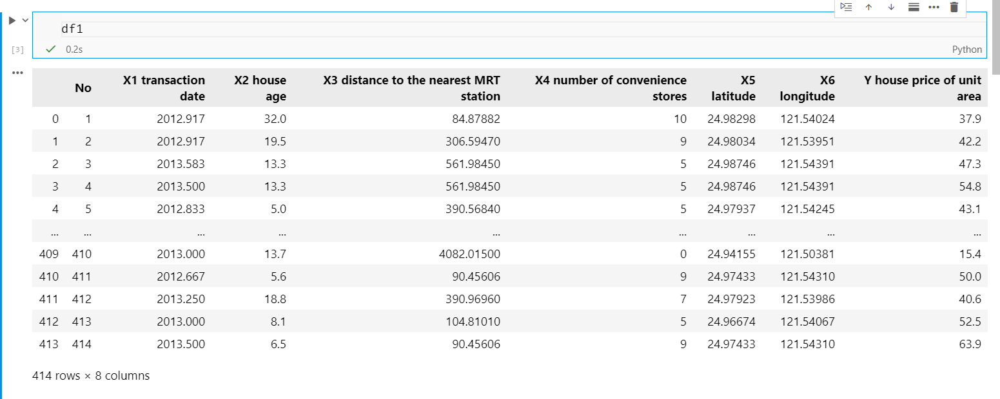 df1
[3] 0.2s Python
No X1 transaction date X2 house age X3 distance to the nearest MRT station X4 number of convenience stores X5 latitude X6 longitude Y house price of unit area
0 1 2012.917 32.0 84.87882 10 24.98298 121.54024 37.9
1 2 2012.917 19.5 306.59470 9 24.98034 121.53951 42.2
2 3 2013.583 13.3 561.98450 5 24.98746 121.54391 47.3
3 4 2013.500 13.3 561.98450 5 24.98746 121.54391 54.8
4 5 2012.833 5.0 390.56840 5 24.97937 121.54245 43.1
... ... ... ... ... ... ... ... ...
409 410 2013.000 13.7 4082.01500 0 24.94155 121.50381 15.4
410 411 2012.667 5.6 90.45606 9 24.97433 121.54310 50.0
411 412 2013.250 18.8 390.96960 7 24.97923 121.53986 40.6
412 413 2013.000 8.1 104.81010 5 24.96674 121.54067 52.5
413 414 2013.500 6.5 90.45606 9 24.97433 121.54310 63.9
414 rows × 8 columns